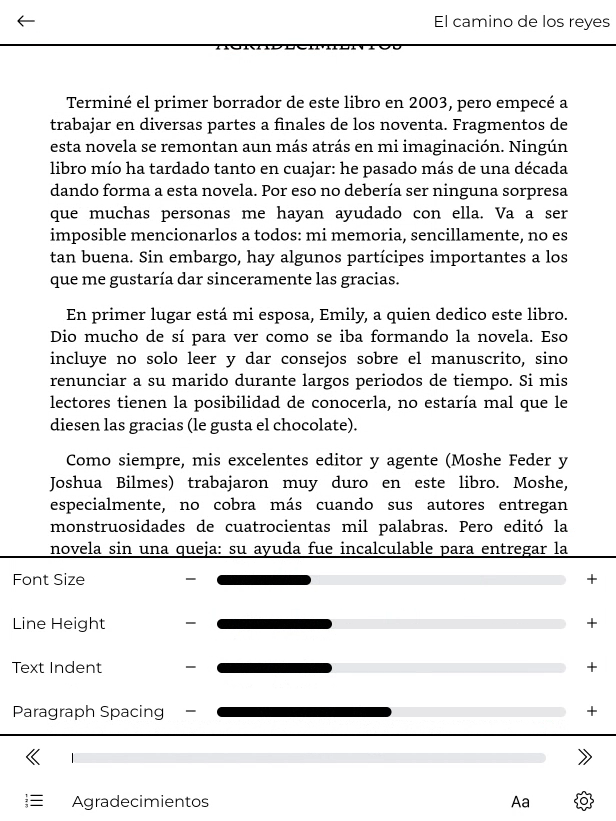 El camino de los reyes
AGRADECIMIENTOS
Terminé el primer borrador de este libro en 2003, pero empecé a
trabajar en diversas partes a finales de los noventa. Fragmentos de
esta novela se remontan aun más atrás en mi imaginación. Ningún
libro mío ha tardado tanto en cuajar: he pasado más de una década
dando forma a esta novela. Por eso no debería ser ninguna sorpresa
que muchas personas me hayan ayudado con ella. Va a ser
imposible mencionarlos a todos: mi memoria, sencillamente, no es
tan buena. Sin embargo, hay algunos partícipes importantes a los
que me gustaría dar sinceramente las gracias.
En primer lugar está mi esposa, Emily, a quien dedico este libro.
Dio mucho de sí para ver como se iba formando la novela. Eso
incluye no solo leer y dar consejos sobre el manuscrito, sino
renunciar a su marido durante largos periodos de tiempo. Si mis
lectores tienen la posibilidad de conocerla, no estaría mal que le
diesen las gracias (le gusta el chocolate).
Como siempre, mis excelentes editor y agente (Moshe Feder y
Joshua Bilmes) trabajaron muy duro en este libro. Moshe,
especialmente, no cobra más cuando sus autores entregan
monstruosidades de cuatrocientas mil palabras. Pero editó la
novela sin una queja: su ayuda fue incalculable para entregar la
Font Size − +
Line Height − +
Text Indent − +
Paragraph Spacing − +
Agradecimientos Aa